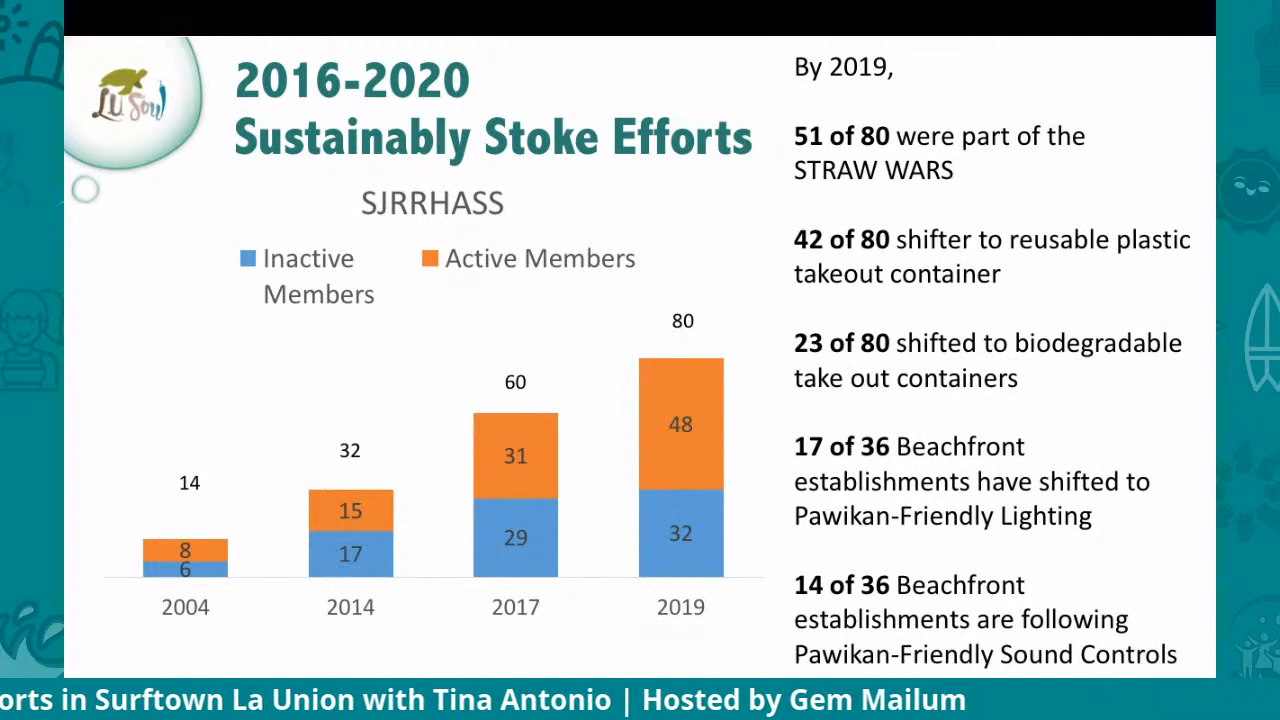 L.U. Soul
2016-2020
Sustainably Stoke Efforts
SJRRHASS
Inactive
Members
Active Members
14
32
60
80
8
6
15
17
31
29
48
32
2004
2014
2017
2019
By 2019,
51 of 80 were part of the
STRAW WARS
42 of 80 shifter to reusable plastic
takeout container
23 of 80 shifted to biodegradable
take out containers
17 of 36 Beachfront
establishments have shifted to
Pawikan-Friendly Lighting
14 of 36 Beachfront
establishments are following
Pawikan-Friendly Sound Controls
orts in Surftown La Union with Tina Antonio | Hosted by Gem Mailum